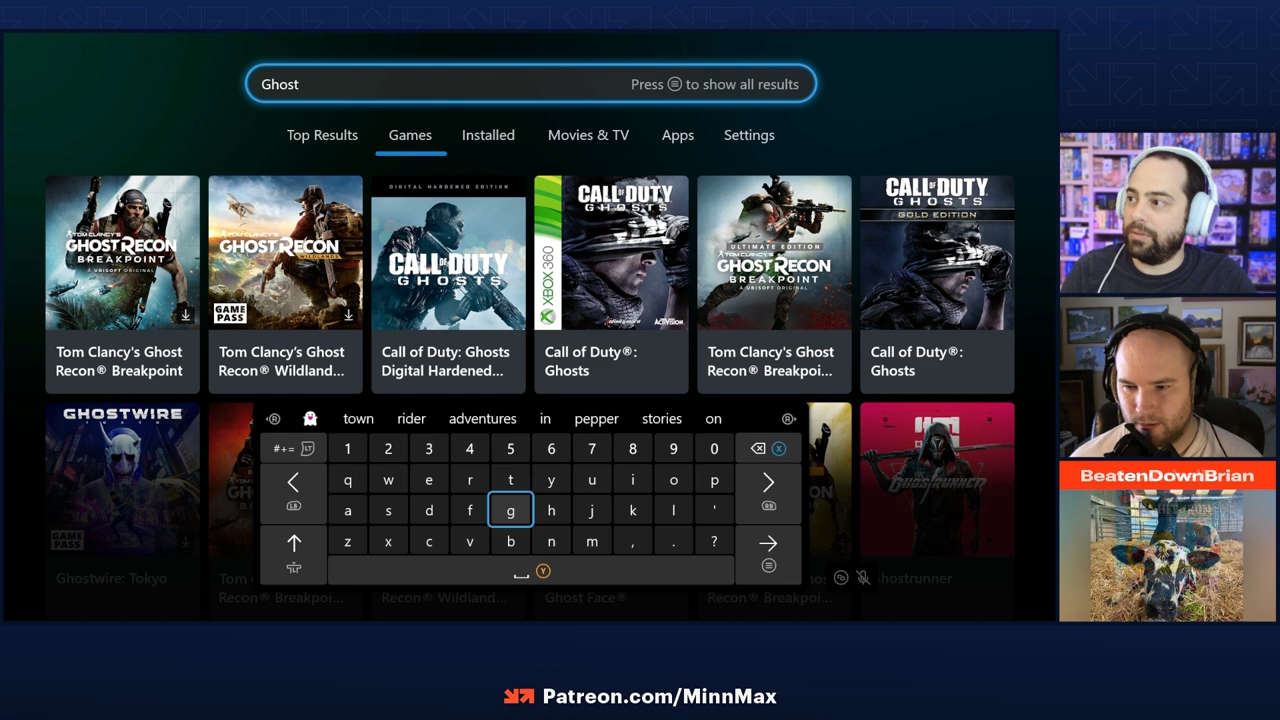 Ghost
Press to show all results
Top Results Games Installed Movies & TV Apps Settings
TOM CLANCY'S
GHOST RECON
BREAKPOINT
A UBISOFT ORIGINAL
TOM CLANCY'S
GHOST RECON
WILDLANDS
GAME
PASS
DIGITAL HARDENED EDITION
CALL OF DUTY
GHOSTS
XBOX 360
CALL OF DUTY
GHOSTS
ACTIVISION
ULTIMATE EDITION
TOM CLANCY'S
GHOST RECON
BREAKPOINT
A UBISOFT ORIGINAL
CALL OF DUTY
GHOSTS
GOLD EDITION
Tom Clancy's Ghost
Recon® Breakpoint
Tom Clancy's Ghost
Recon® Wildland...
Call of Duty: Ghosts
Digital Hardened...
Call of Duty®:
Ghosts
Tom Clancy's Ghost
Recon® Breakpoi...
Call of Duty®:
Ghosts
GHOSTWIRE
GAME
PASS
Ghostwire: Tokyo
Tom
Recon® Breakpoi...
Recon® Wildland...
Ghost Face®
Recon® Breakpoi...
GHOSTRUNNER
hostrunner
R town rider adventures in pepper stories on R
#+= LT 1 2 3 4 5 6 7 8 9 0 X
q w e r t y u i o p
LB a s d f g h j k l ' RB
z x c v b n m , . ?
Y
BeatenDownBrian
Patreon.com/MinnMax